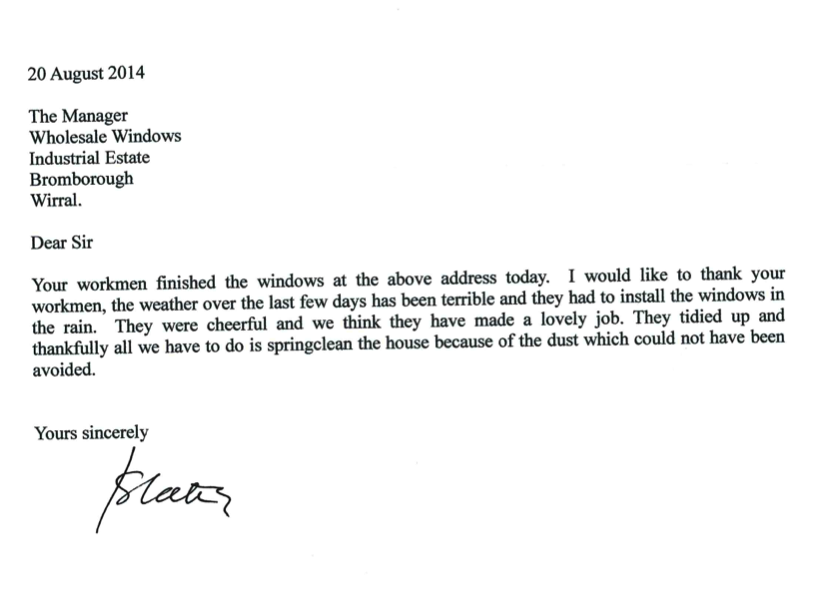 20 August 2014
The Manager
Wholesale Windows
Industrial Estate
Bromborough
Wirral.
Dear Sir
Your workmen finished the windows at the above address today. I would like to thank your
workmen, the weather over the last few days has been terrible and they had to install the windows in
the rain. They were cheerful and we think they have made a lovely job. They tidied up and
thankfully all we have to do is springclean the house because of the dust which could not have been
avoided.
Yours sincerely